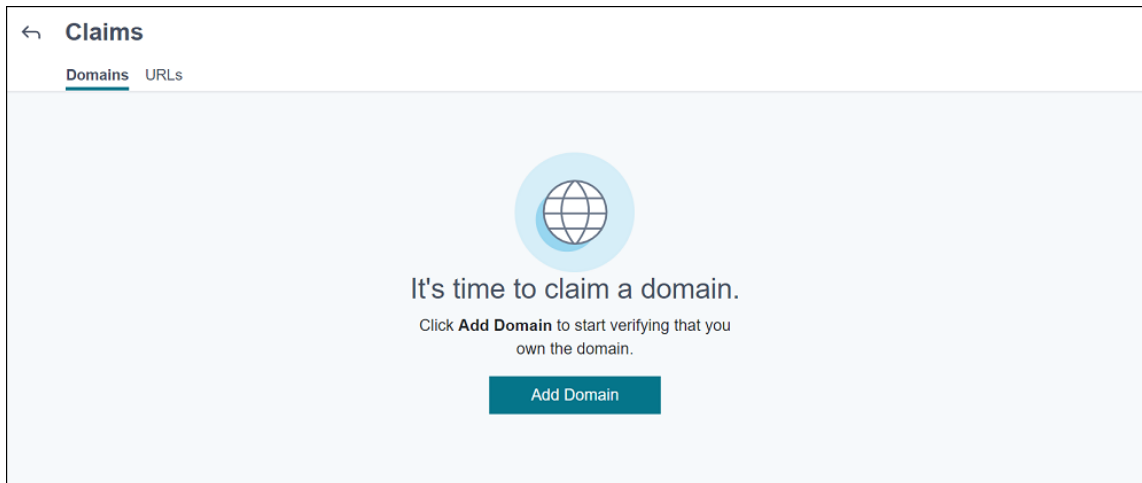 Claims
Domains URLs
It's time to claim a domain.
Click Add Domain to start verifying that you
own the domain.
Add Domain